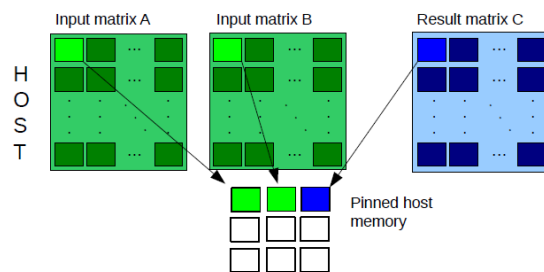 Input matrix A
Input matrix B
Result matrix C
H
O
S
T
...
...
...
...
...
...
Pinned host
memory